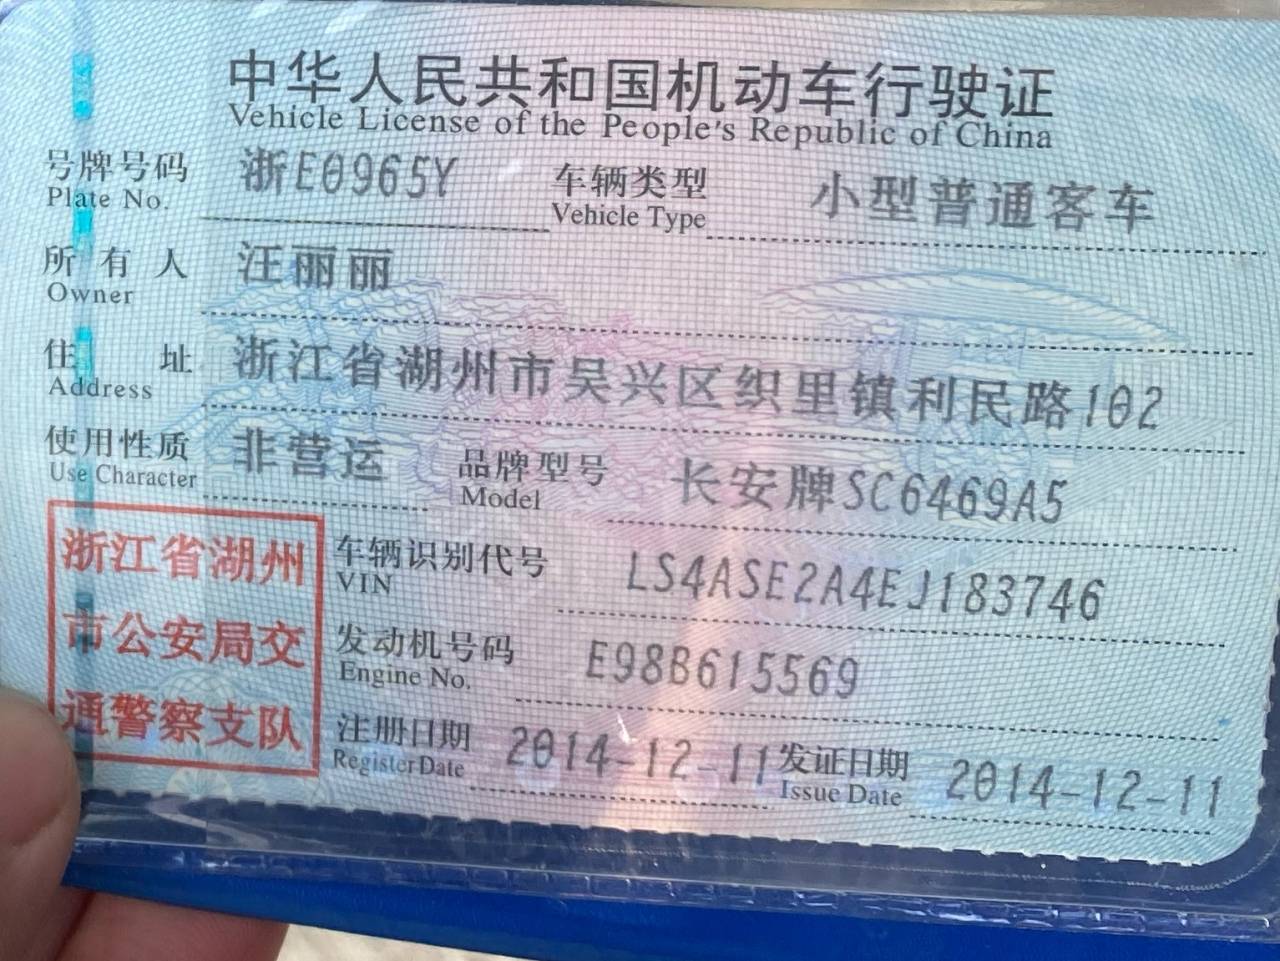 中华人民共和国机动车行驶证
Vehicle License of the People's Republic of China
号牌号码 浙E0965Y 车辆类型 小型普通客车
Plate No. Vehicle Type
所有人 汪丽丽
Owner
住址 浙江省湖州市吴兴区织里镇利民路102
Address
使用性质 非营运 品牌型号 长安牌SC6469A5
Use Character Model
浙江省湖州 车辆识别代号 LS4ASE2A4EJ183746
VIN
市公安局交 发动机号码 E98B615569
Engine No.
通警察支队 注册日期 2014-12-11 发证日期 2014-12-11
Register Date Issue Date